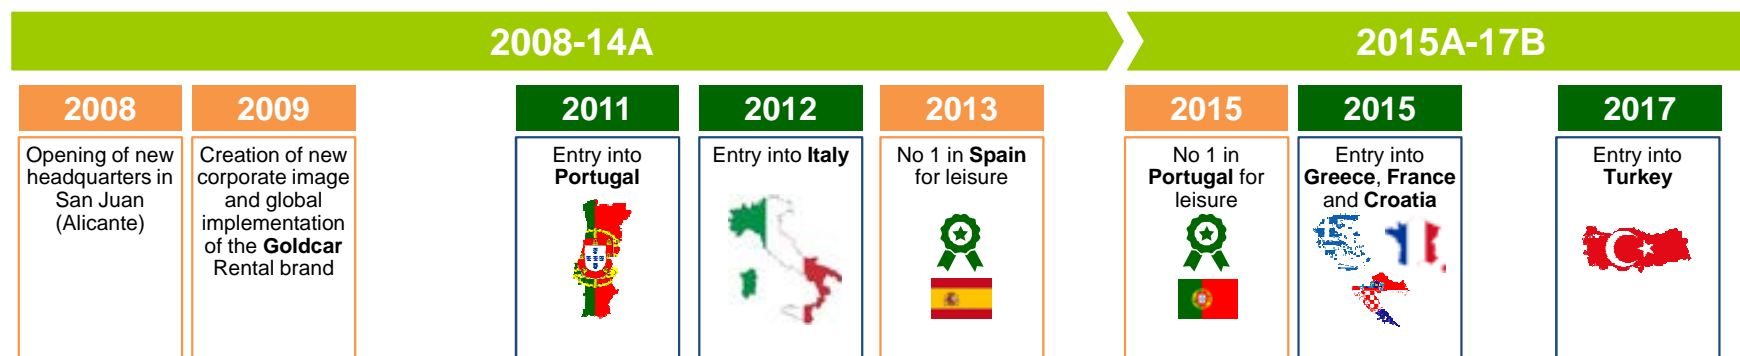 2008-14A
2015A-17B
2008
Opening of new
headquarters in
San Juan
(Alicante)
2009
Creation of new
corporate image
and global
implementation
of the Goldcar
Rental brand
2011
Entry into
Portugal
2012
Entry into Italy
2013
No 1 in Spain
for leisure
2015
No 1 in
Portugal for
leisure
2015
Entry into
Greece, France
and Croatia
2017
Entry into
Turkey